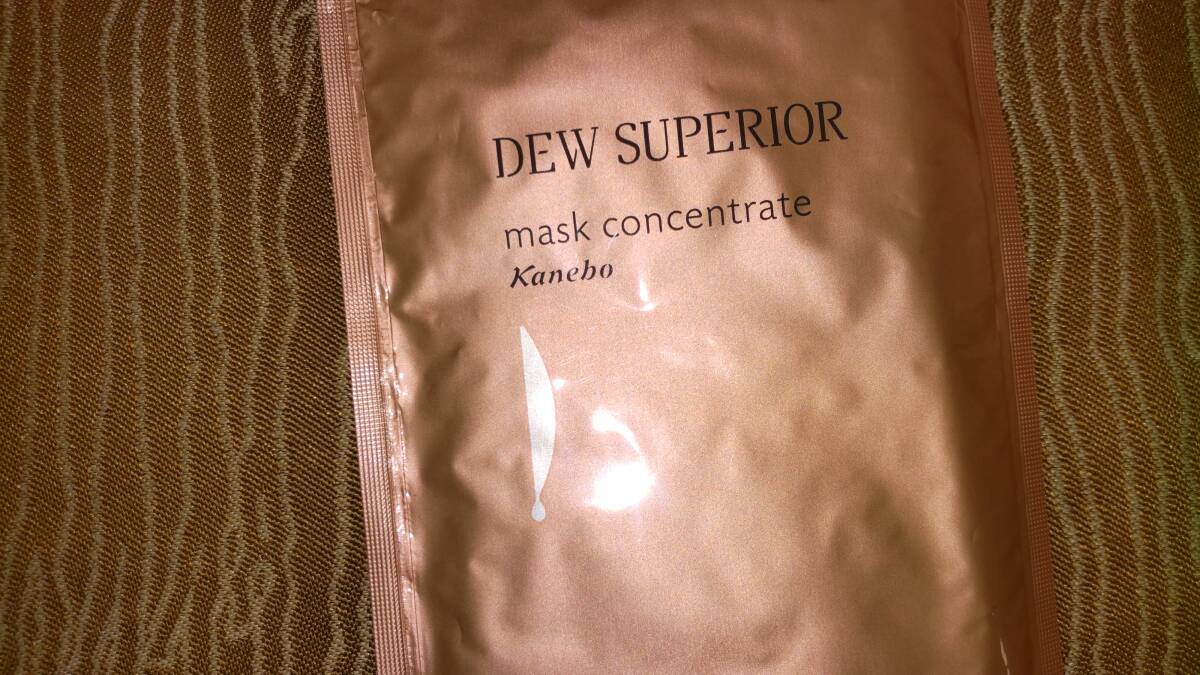 DEW SUPERIOR
mask concentrate
Kanebo